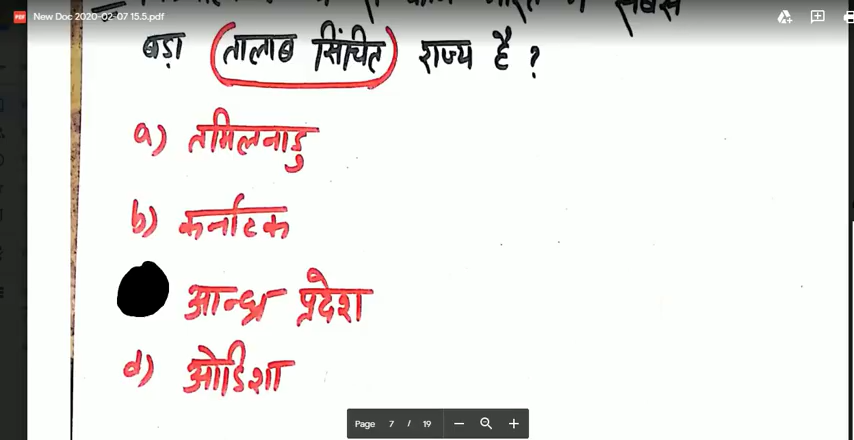 New Doc 2020-02-07 15.5.pdf
बड़ा (तालाब सिंचित) राज्य है ?
a) तमिलनाडु
b) कर्नाटक
आन्ध्र प्रदेश
d) ओडिशा
Page 7 / 19